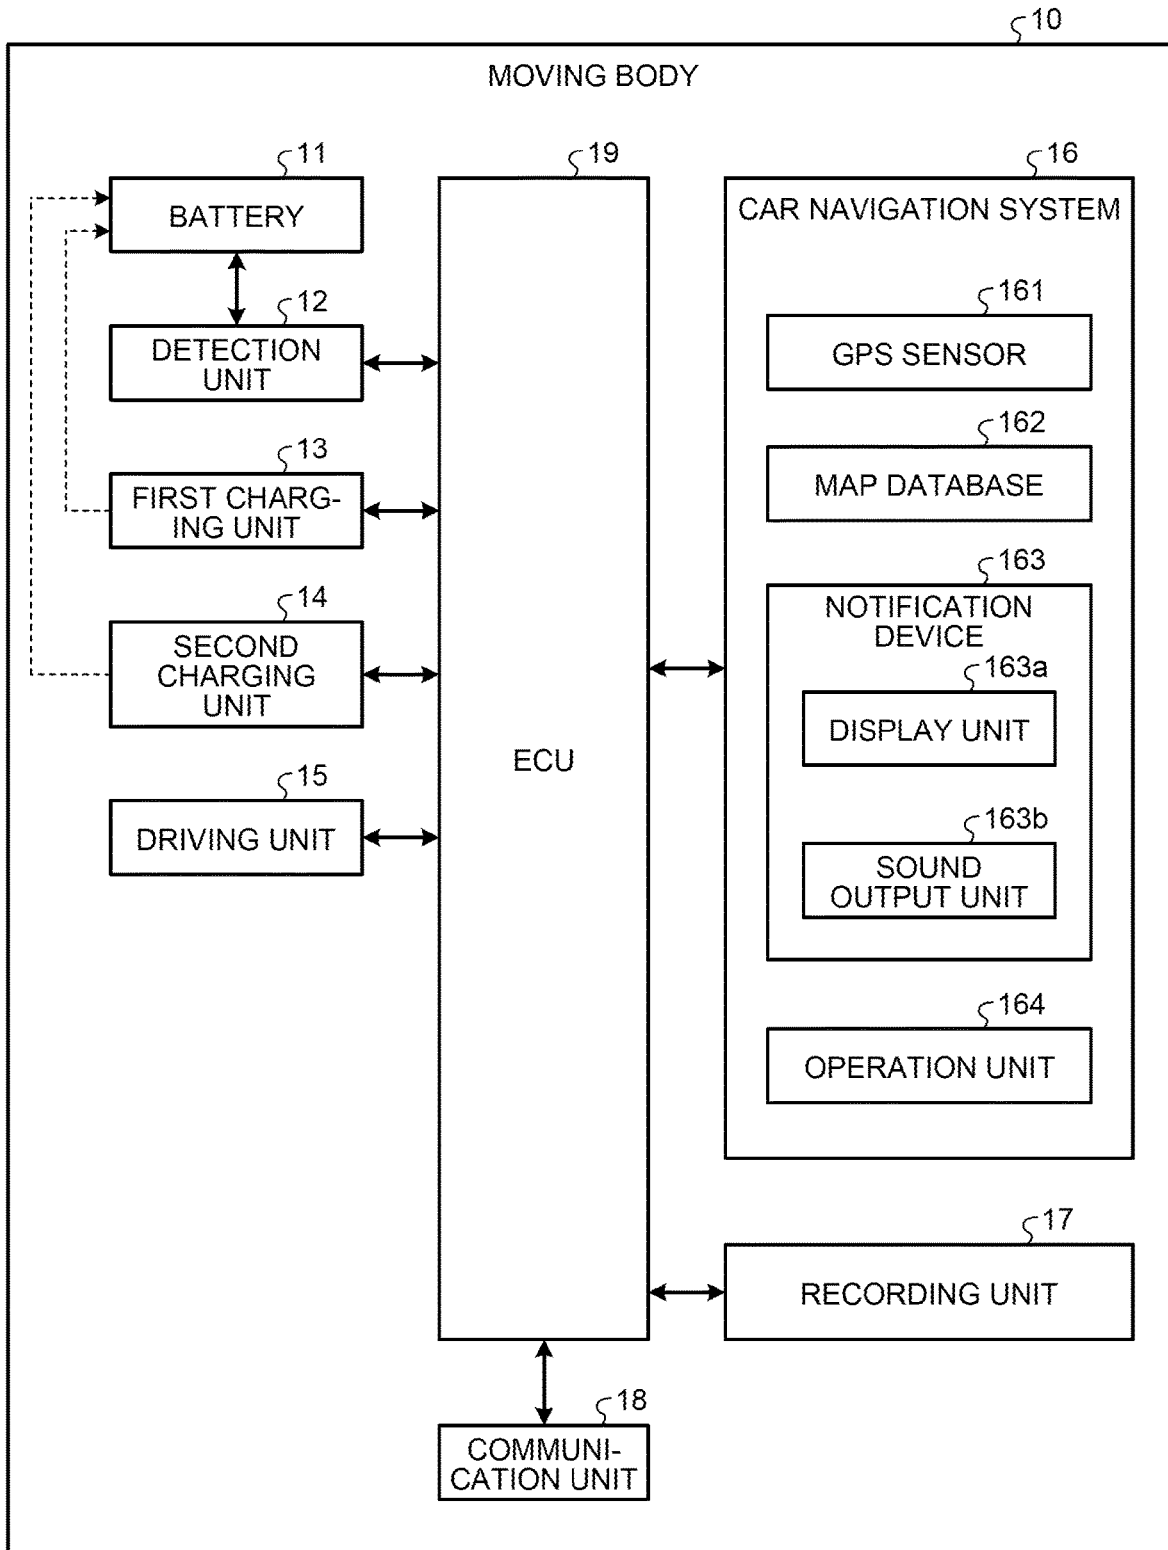 10
MOVING BODY
11
BATTERY
12
DETECTION
UNIT
13
FIRST CHARG-
ING UNIT
14
SECOND
CHARGING
UNIT
15
DRIVING UNIT
19
ECU
16
CAR NAVIGATION SYSTEM
161
GPS SENSOR
162
MAP DATABASE
163
NOTIFICATION
DEVICE
163a
DISPLAY UNIT
163b
SOUND
OUTPUT UNIT
164
OPERATION UNIT
17
RECORDING UNIT
18
COMMUNI-
CATION UNIT